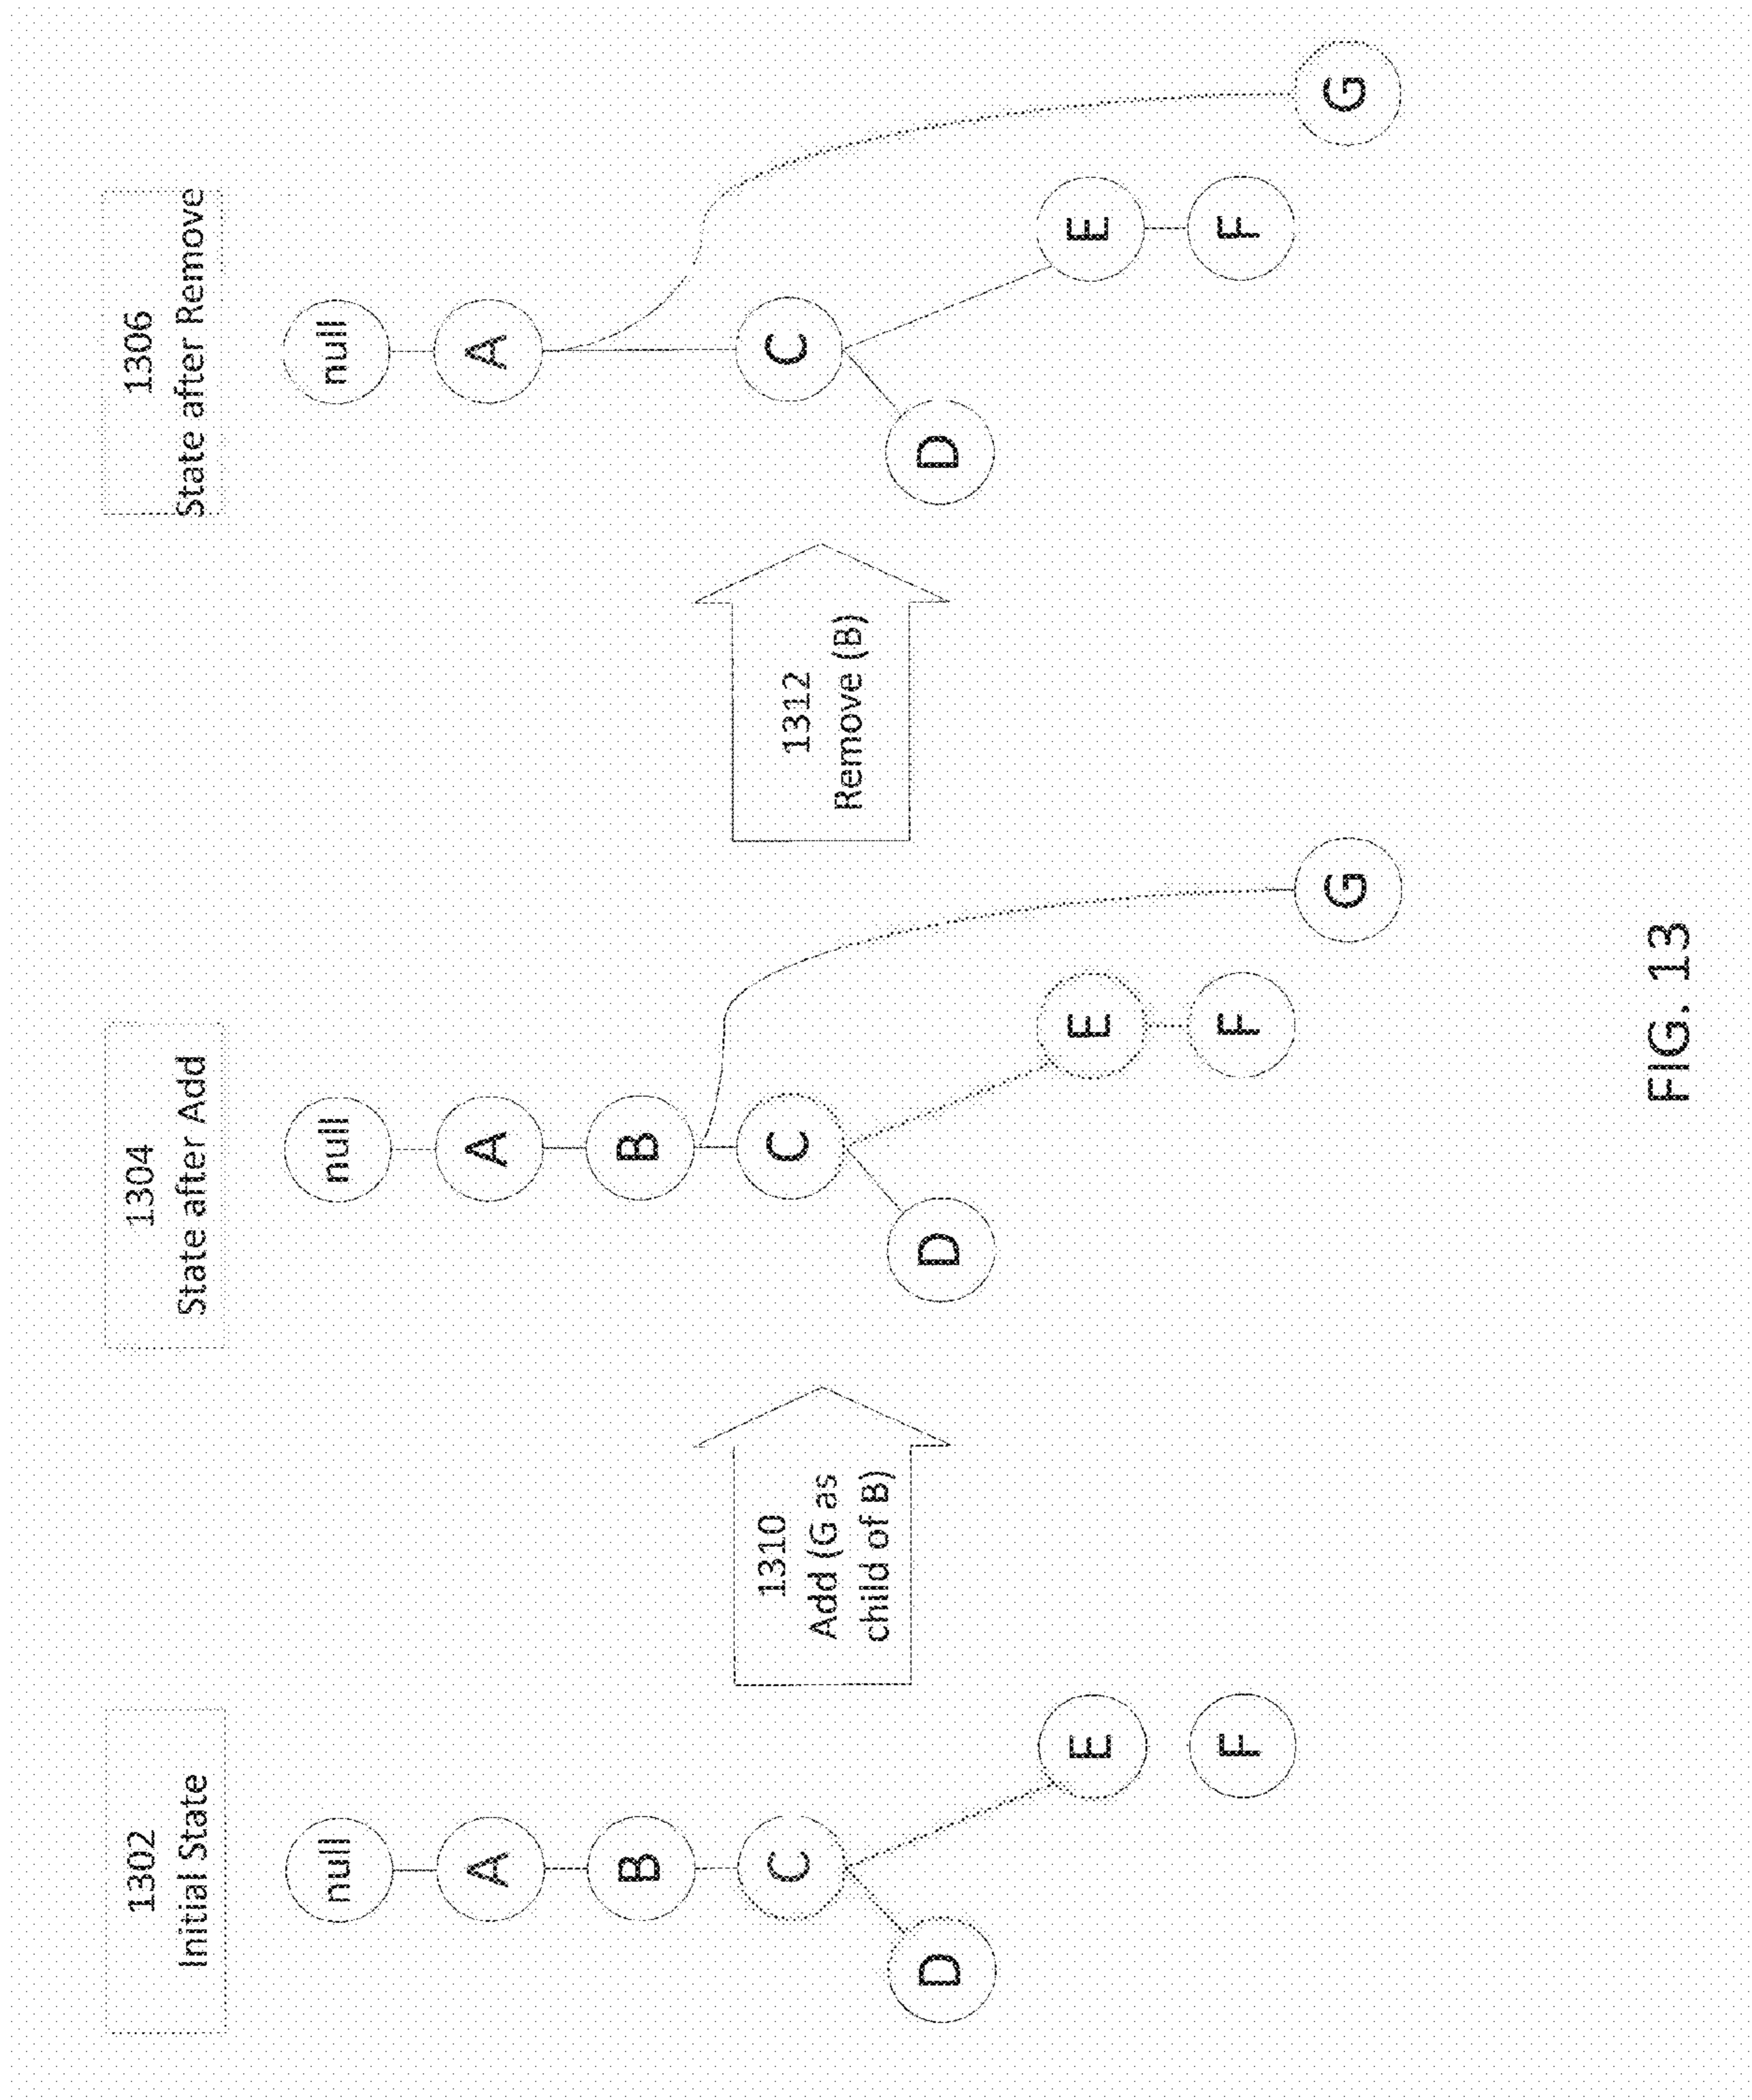 1302
Initial State
null
A
B
C
D
E
F
1310
Add (G as
child of B)
1304
State after Add
null
A
B
C
D
E
F
G
1312
Remove (B)
1306
State after Remove
null
A
C
D
E
F
G
FIG. 13